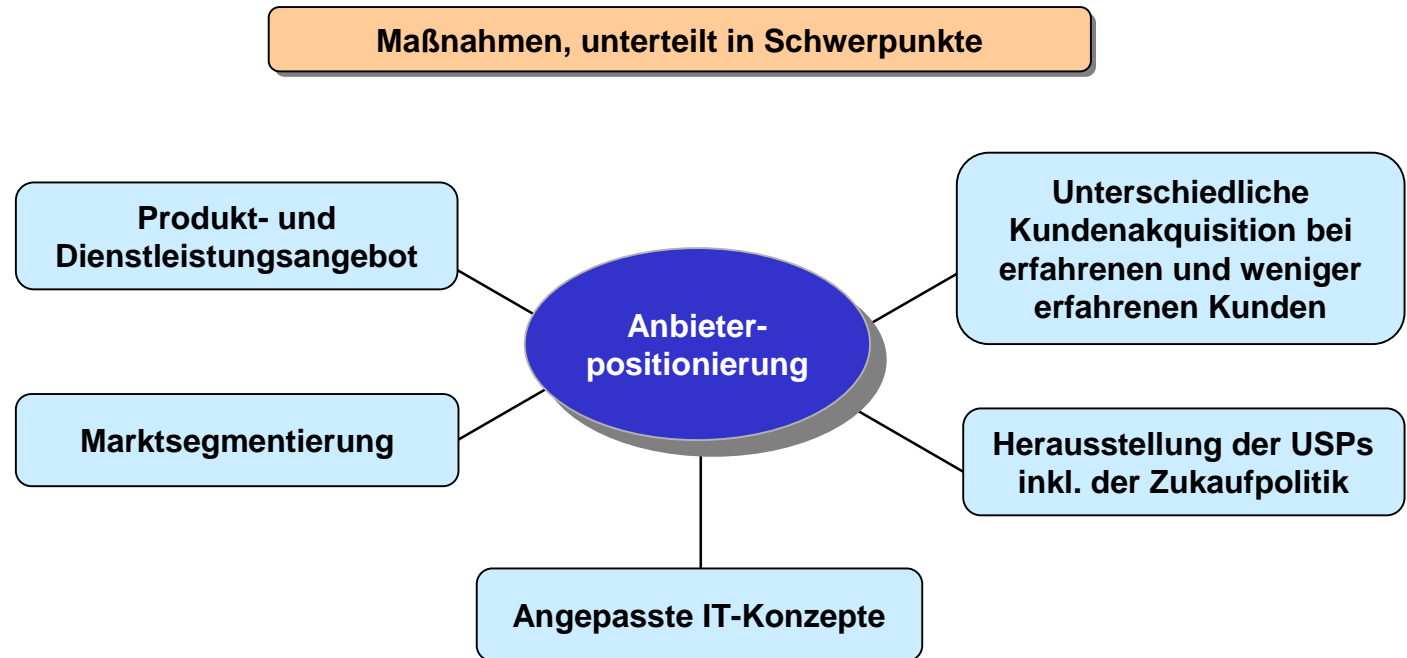 Maßnahmen, unterteilt in Schwerpunkte
Produkt- und
Dienstleistungsangebot
Unterschiedliche
Kundenakquisition bei
erfahrenen und weniger
erfahrenen Kunden
Anbieter-
positionierung
Marktsegmentierung
Herausstellung der USPs
inkl. der Zukaufpolitik
Angepasste IT-Konzepte